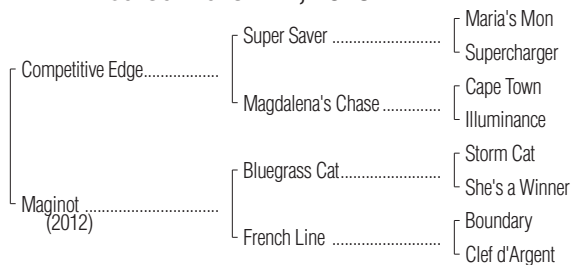 Maria's Mon
Super Saver ..............................
Supercharger
Competitive Edge....................
Cape Town
Magdalena's Chase ................
Illuminance
Storm Cat
Bluegrass Cat...........................
She's a Winner
Maginot ....................................
(2012)
Boundary
French Line .............................
Clef d'Argent